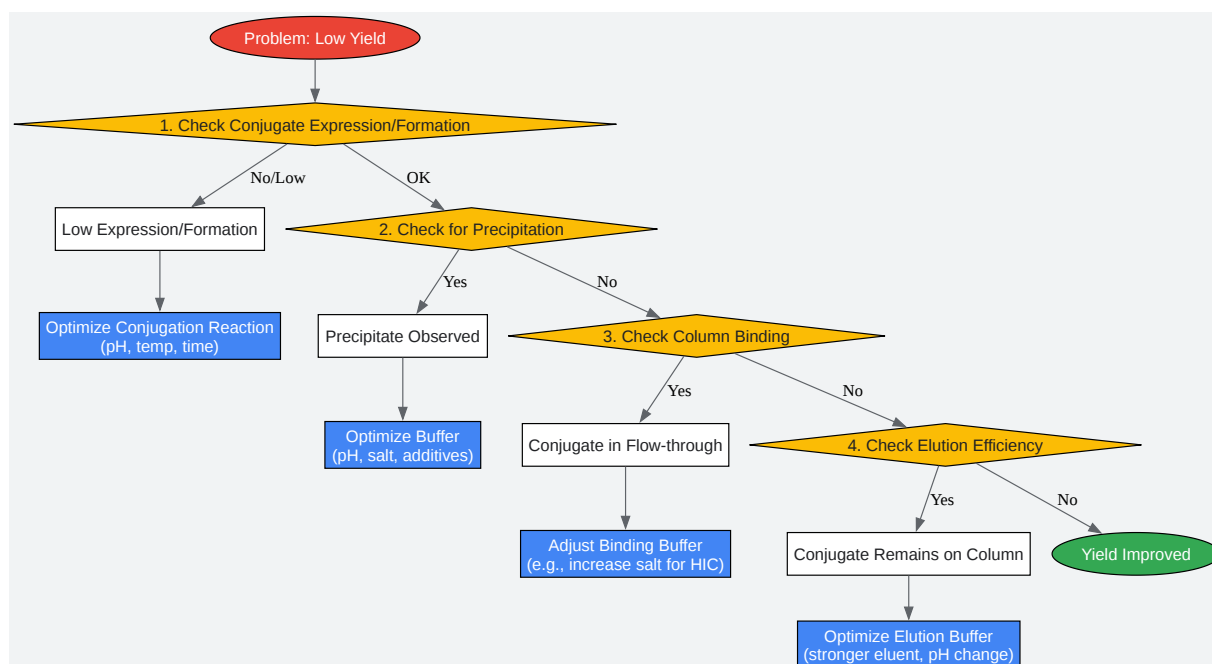 Problem: Low Yield
1. Check Conjugate Expression/Formation
No/Low
OK
Low Expression/Formation
2. Check for Precipitation
Yes
No
Optimize Conjugation Reaction
(pH, temp, time)
Precipitate Observed
3. Check Column Binding
Yes
No
Optimize Buffer
(pH, salt, additives)
Conjugate in Flow-through
4. Check Elution Efficiency
Yes
No
Adjust Binding Buffer
(e.g., increase salt for HIC)
Conjugate Remains on Column
Yield Improved
Optimize Elution Buffer
(stronger eluent, pH change)